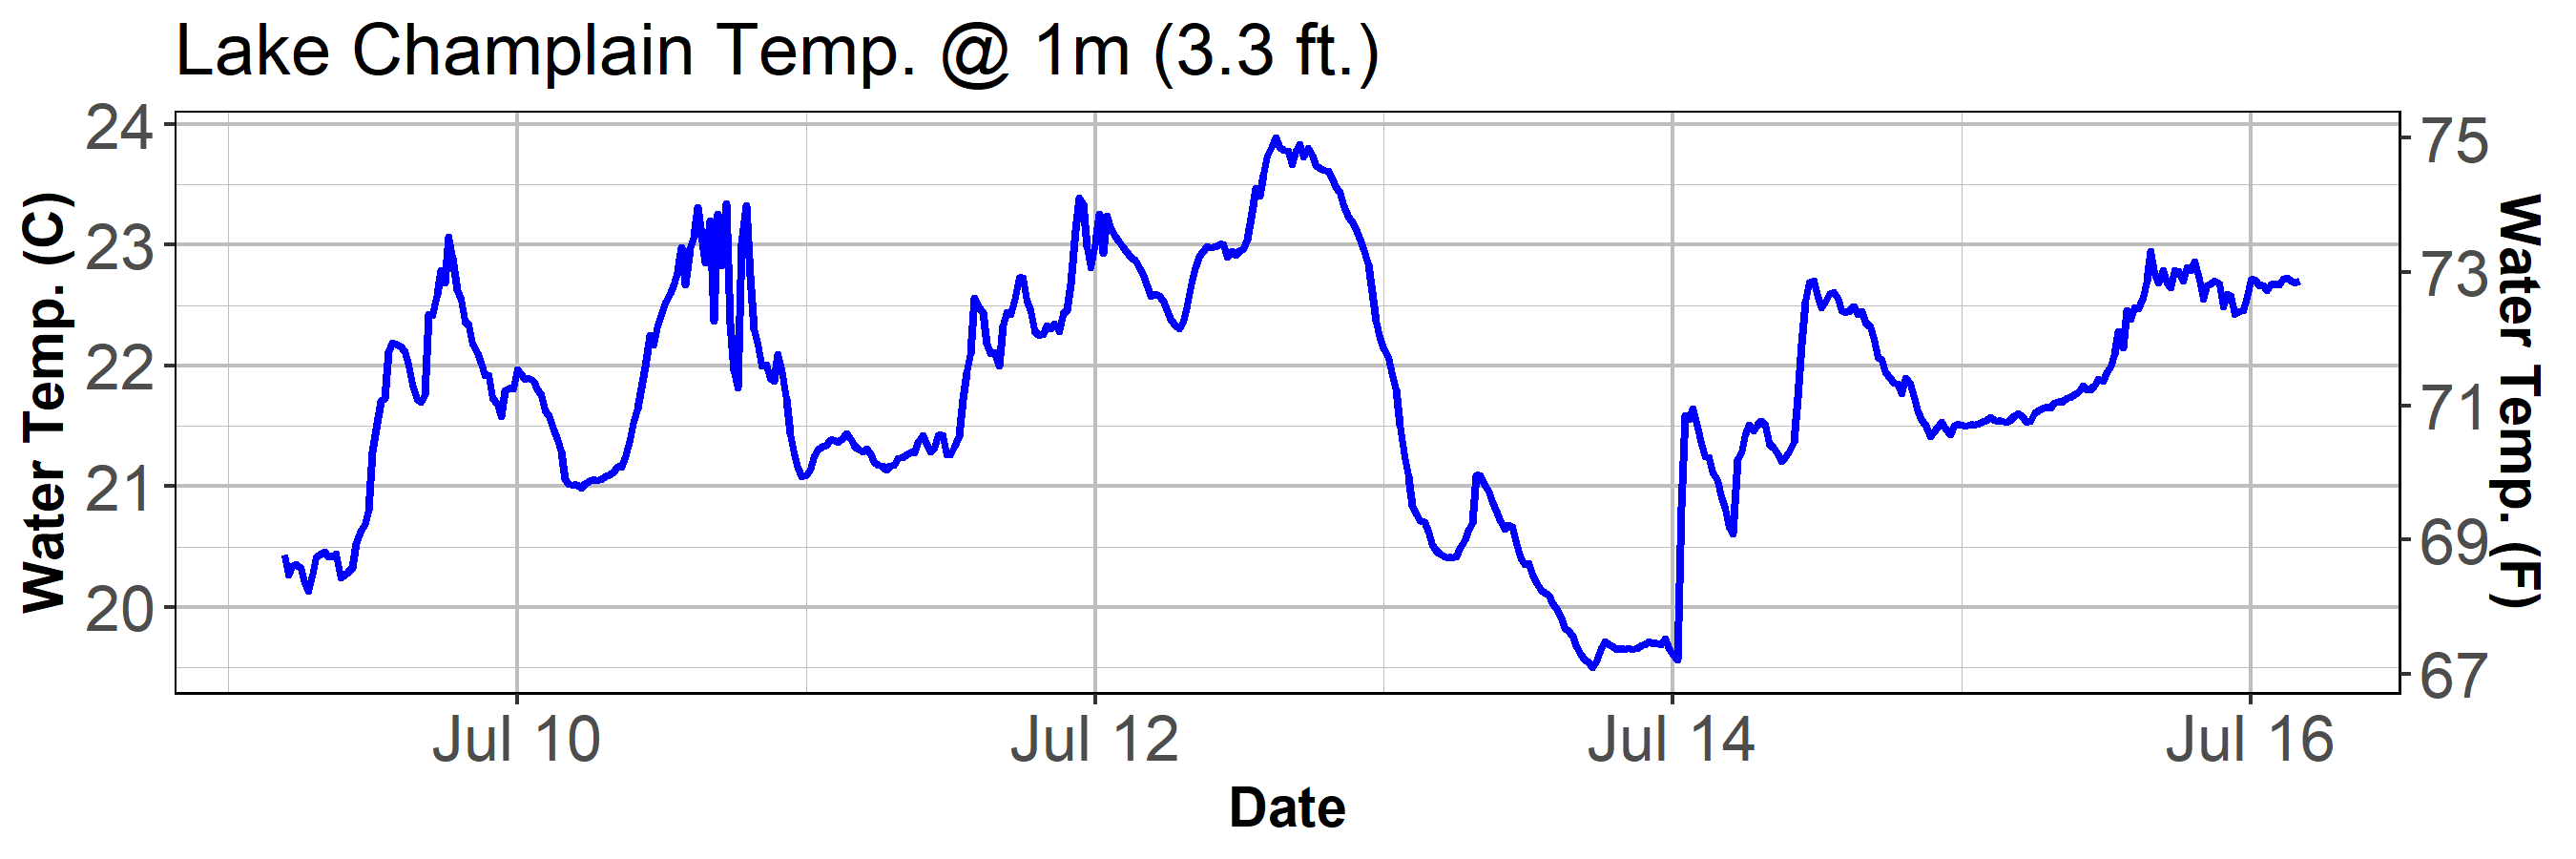 Lake Champlain Temp. @ 1m (3.3 ft.)
Water Temp. (C)
24
23
22
21
20
75
73
71
69
67
Water Temp. (F)
Jul 10
Jul 12
Jul 14
Jul 16
Date